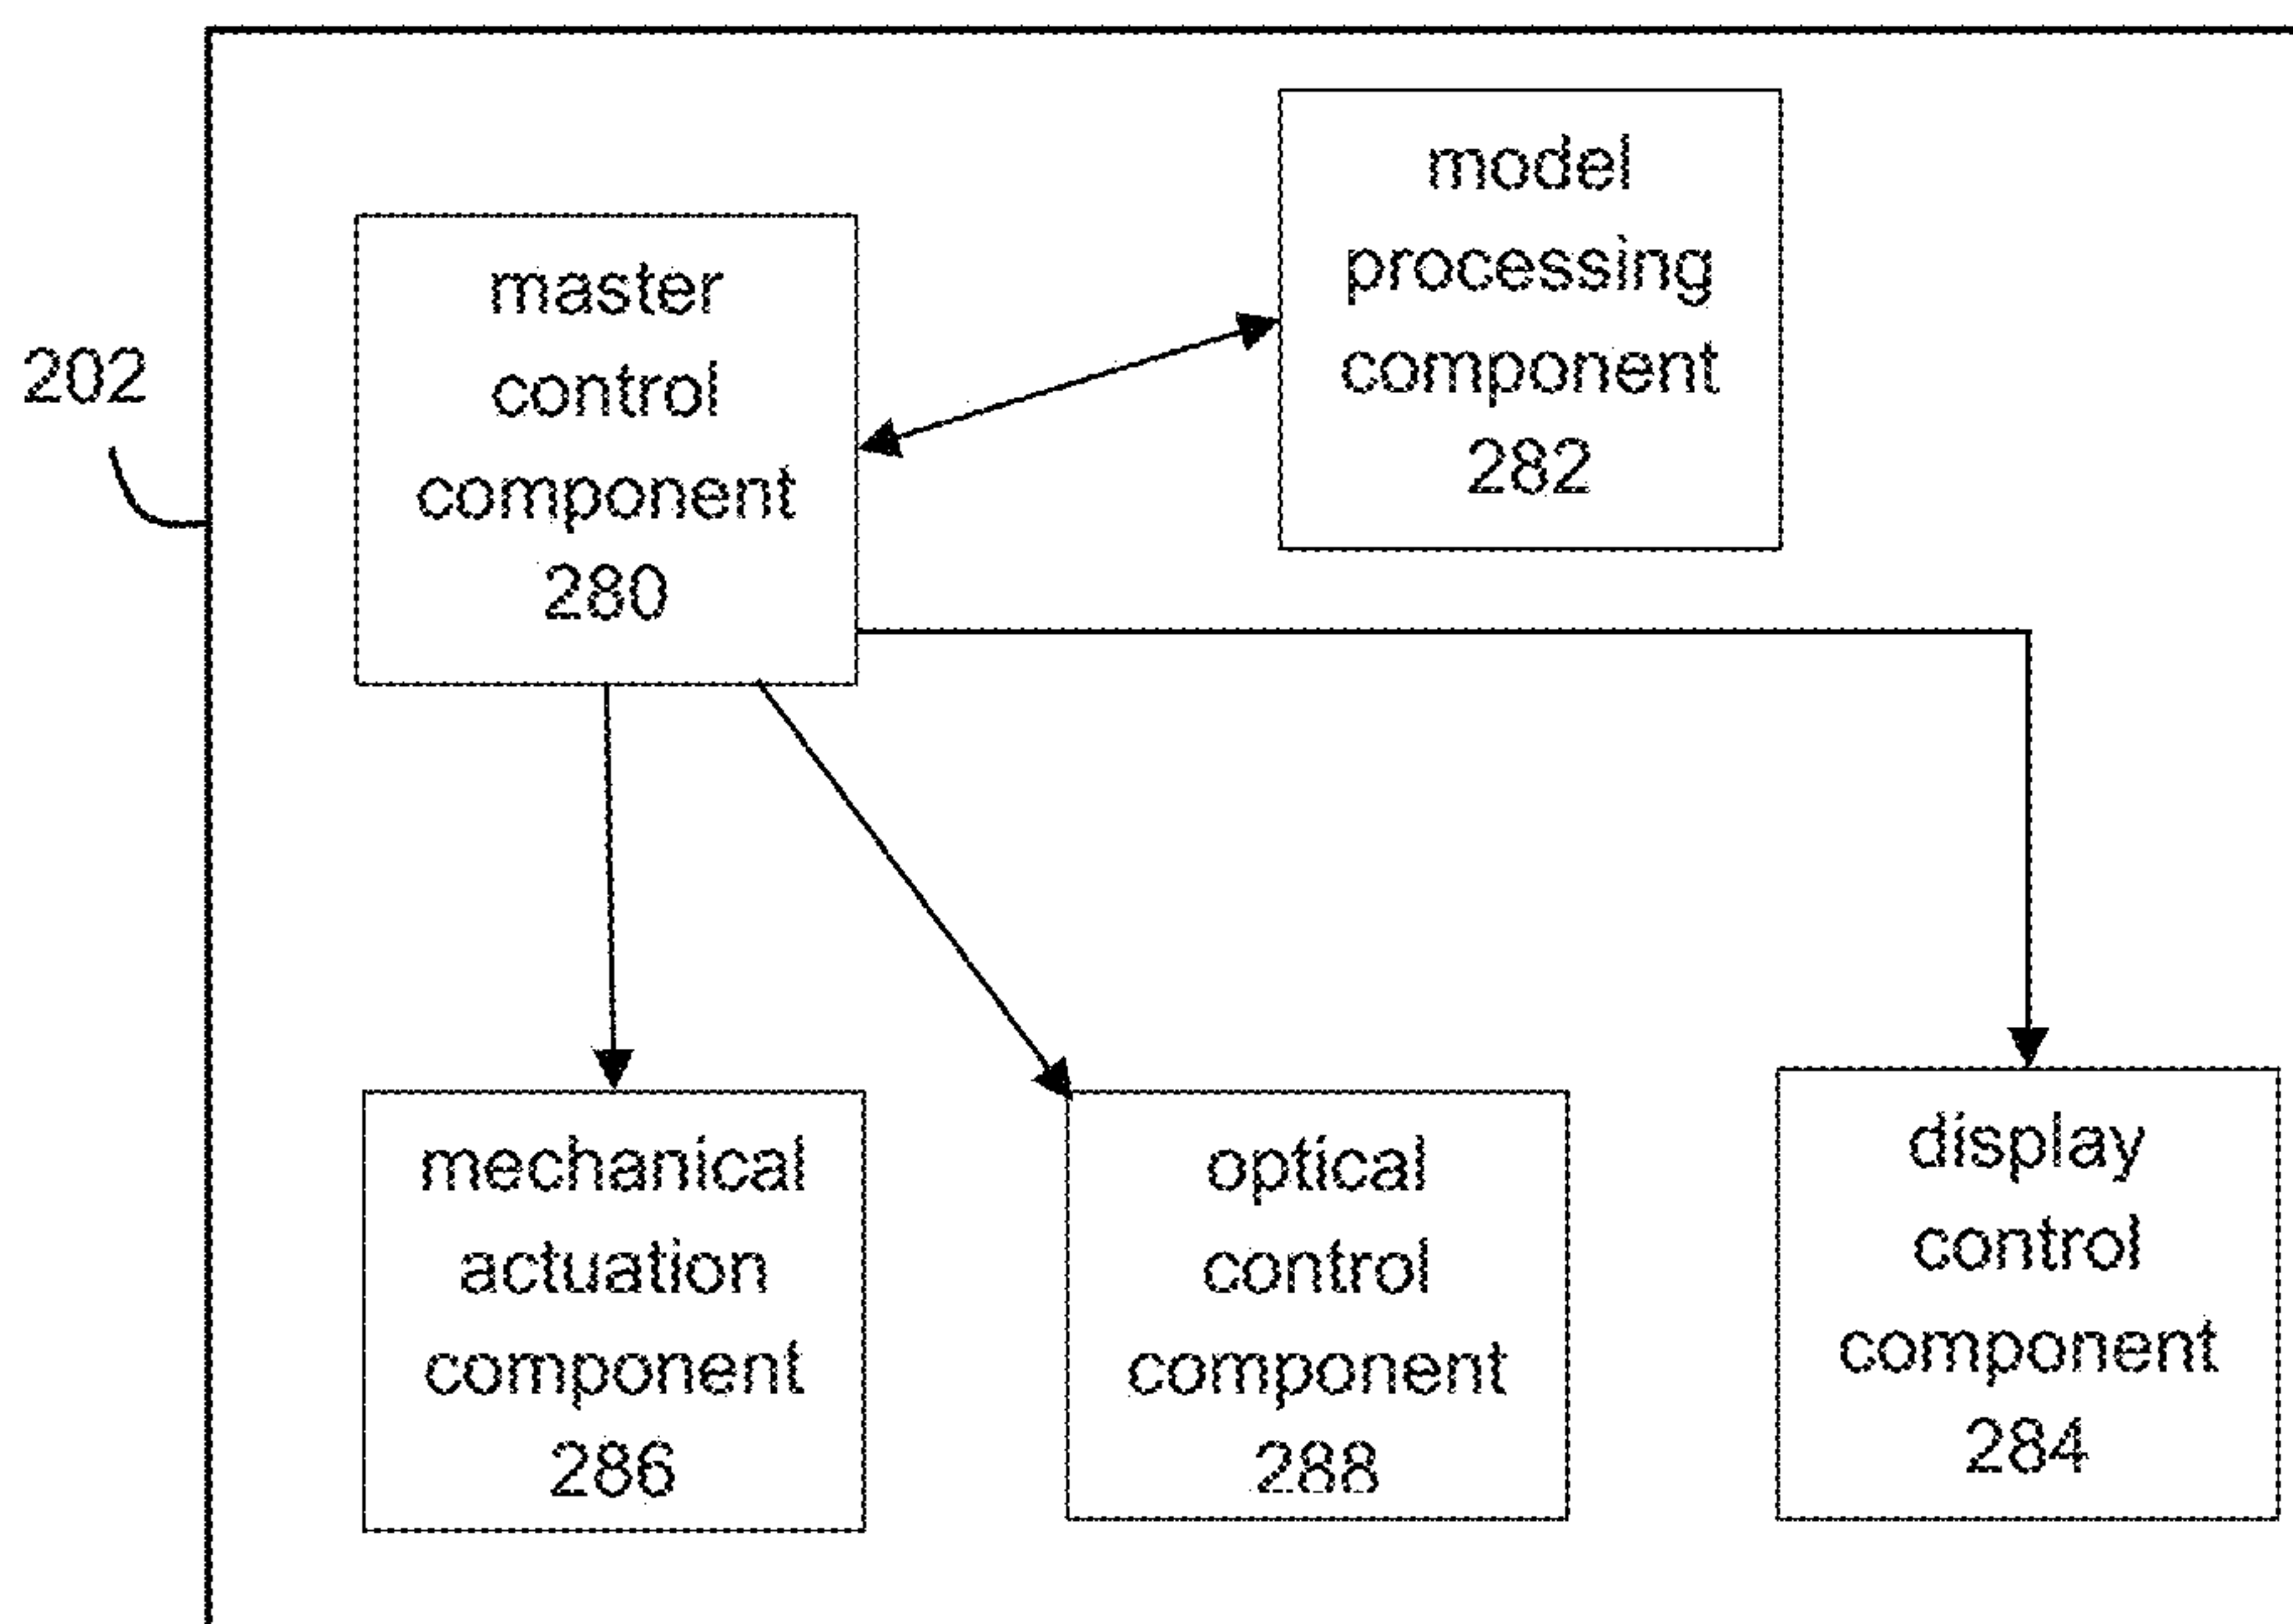 model
processing
component
282
master
control
component
280
202
mechanical
actuation
component
286
optical
control
component
288
display
control
component
284